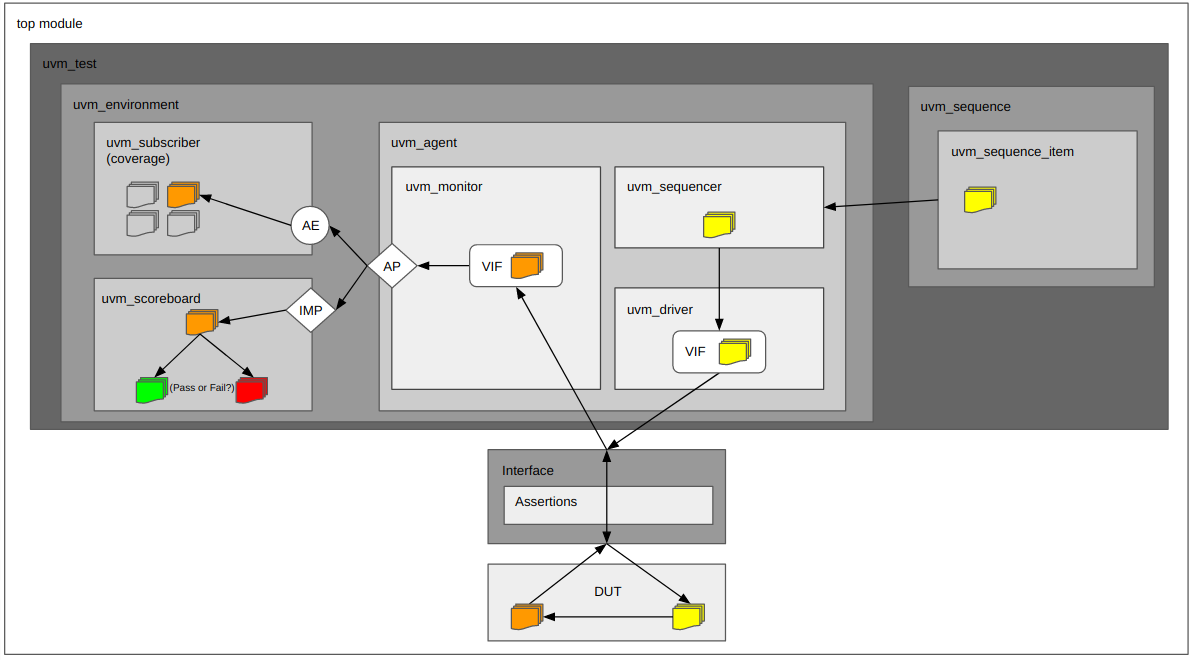 top module
uvm_test
uvm_environment
uvm_sequence
uvm_subscriber
(coverage)
uvm_agent
uvm_sequence_item
uvm_monitor
uvm_sequencer
AE
AP
VIF
uvm_scoreboard
IMP
uvm_driver
VIF
(Pass or Fail?)
Interface
Assertions
DUT